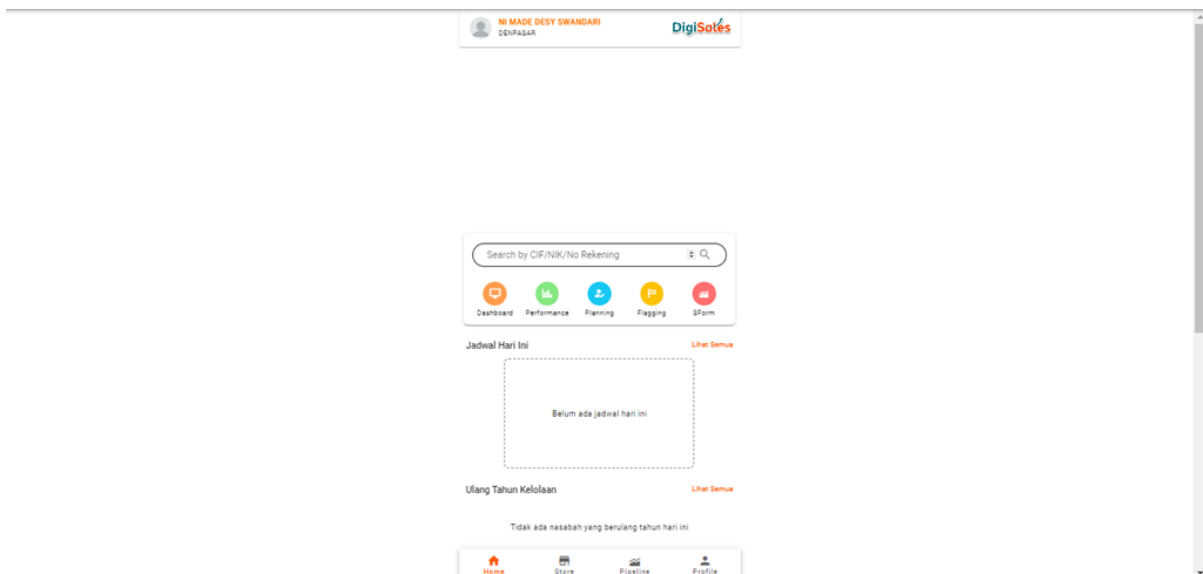 NI MADE DESY SWANDARI
DENPASAR
DigiSales
Search by CIF/NIK/No Rekening
Dashboard Performance Planning Flagging SForm
Jadwal Hari Ini Lihat Semua
Belum ada jadwal hari ini
Ulang Tahun Kelolaan Lihat Semua
Tidak ada nasabah yang berulang tahun hari ini
Home Store Pipeline Profile